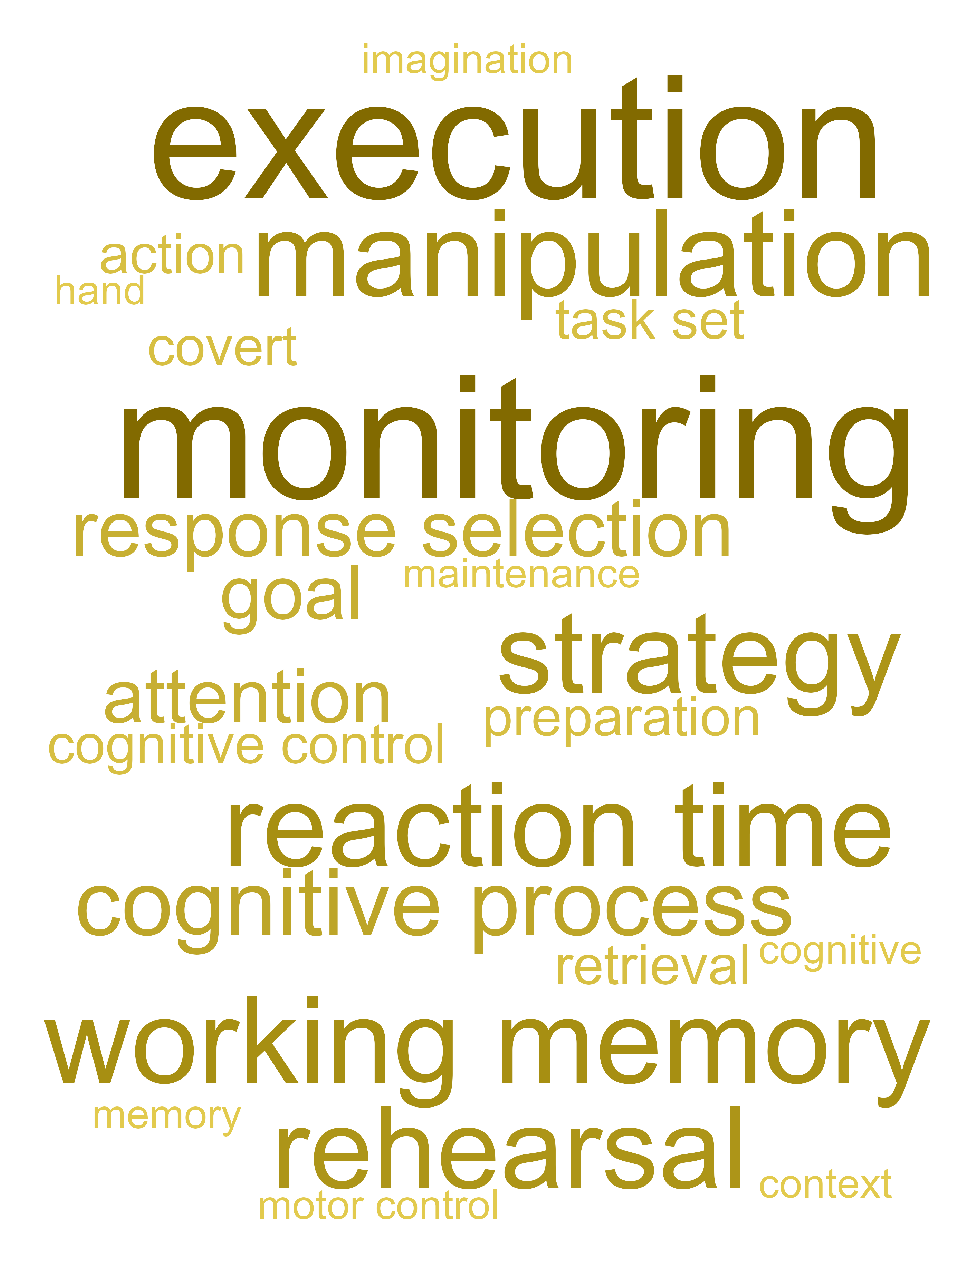 imagination
execution
action manipulation
hand
task set
covert
monitoring
response selection
goal maintenance
strategy
attention
preparation
cognitive control
reaction time
cognitive process
retrieval cognitive
working memory
memory
rehearsal
context
motor control